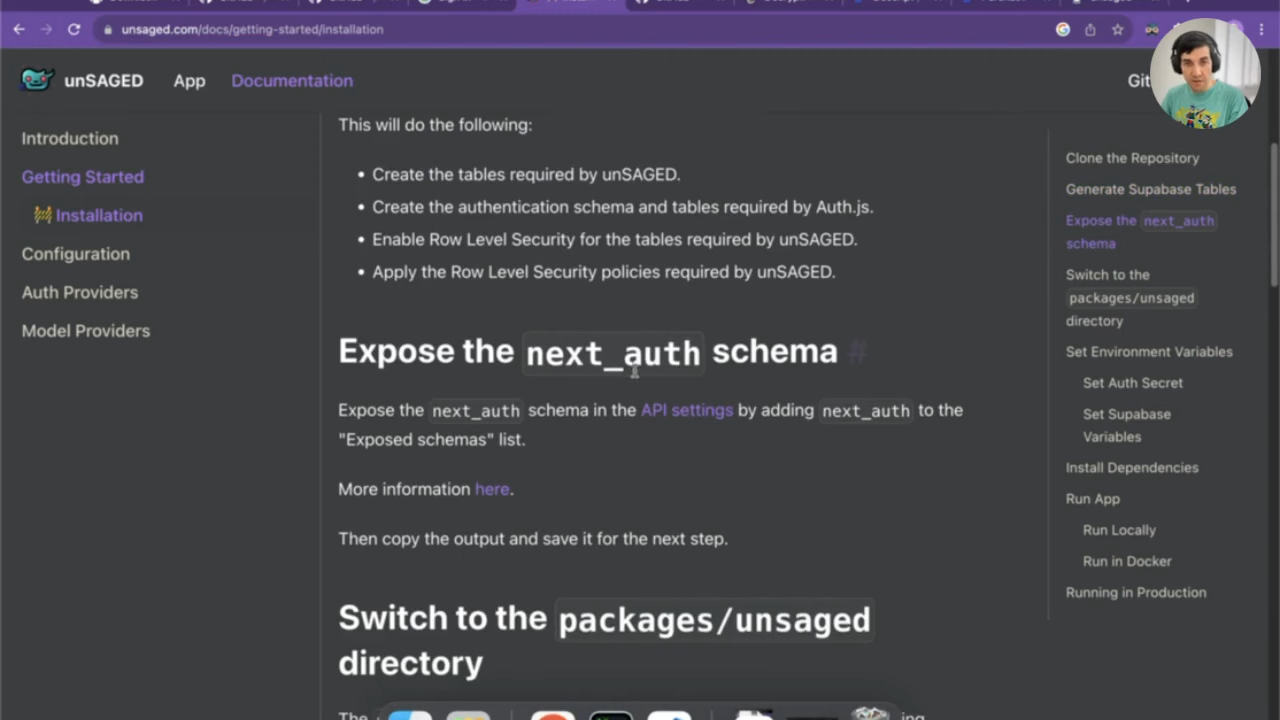 unsaged.com/docs/getting-started/installation
unSAGED
App
Documentation
Introduction
Getting Started
🚧 Installation
Configuration
Auth Providers
Model Providers
This will do the following:
• Create the tables required by unSAGED.
• Create the authentication schema and tables required by Auth.js.
• Enable Row Level Security for the tables required by unSAGED.
• Apply the Row Level Security policies required by unSAGED.
Expose the next_auth schema #
Expose the next_auth schema in the API settings by adding next_auth to the
"Exposed schemas" list.
More information here.
Then copy the output and save it for the next step.
Switch to the packages/unsaged
directory
Clone the Repository
Generate Supabase Tables
Expose the next_auth
schema
Switch to the
packages/unsaged
directory
Set Environment Variables
Set Auth Secret
Set Supabase
Variables
Install Dependencies
Run App
Run Locally
Run in Docker
Running in Production